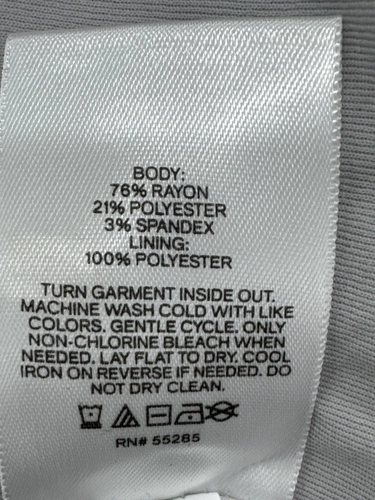 BODY:
76% RAYON
21% POLYESTER
3% SPANDEX
LINING:
100% POLYESTER
TURN GARMENT INSIDE OUT.
MACHINE WASH COLD WITH LIKE
COLORS. GENTLE CYCLE. ONLY
NON-CHLORINE BLEACH WHEN
NEEDED. LAY FLAT TO DRY. COOL
IRON ON REVERSE IF NEEDED. DO
NOT DRY CLEAN.
RN# 55285